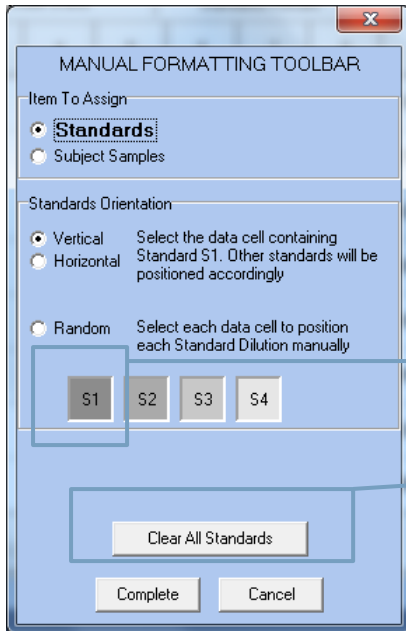 MANUAL FORMATTING TOOLBAR
Item To Assign
Standards
Subject Samples
Standards Orientation
Vertical
Horizontal
Select the data cell containing
Standard S1. Other standards will be
positioned accordingly
Random
Select each data cell to position
each Standard Dilution manually
S1 S2 S3 S4
Clear All Standards
Complete Cancel